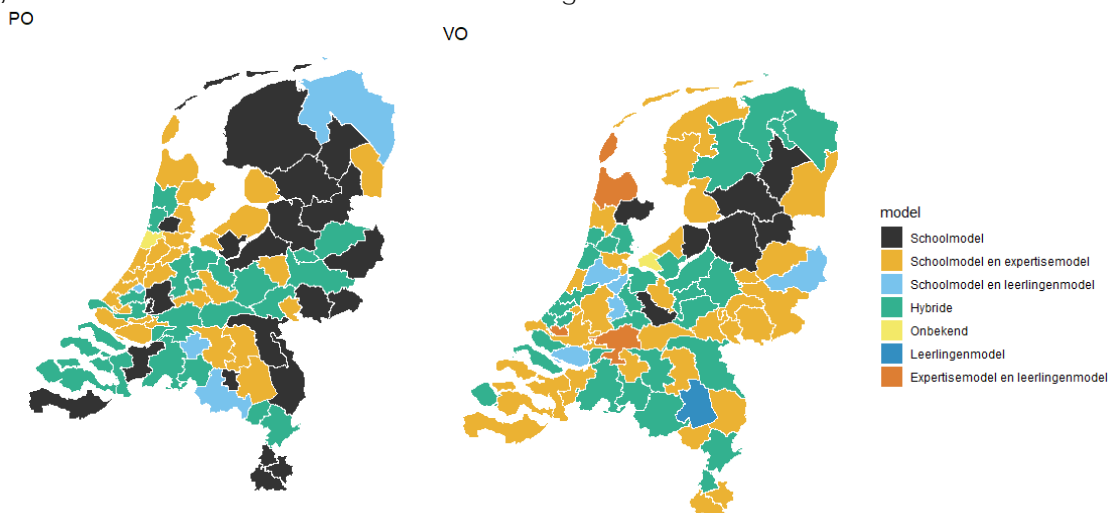 PO
VO
model
Schoolmodel
Schoolmodel en expertisemodel
Schoolmodel en leerlingenmodel
Hybride
Onbekend
Leerlingenmodel
Expertisemodel en leerlingenmodel